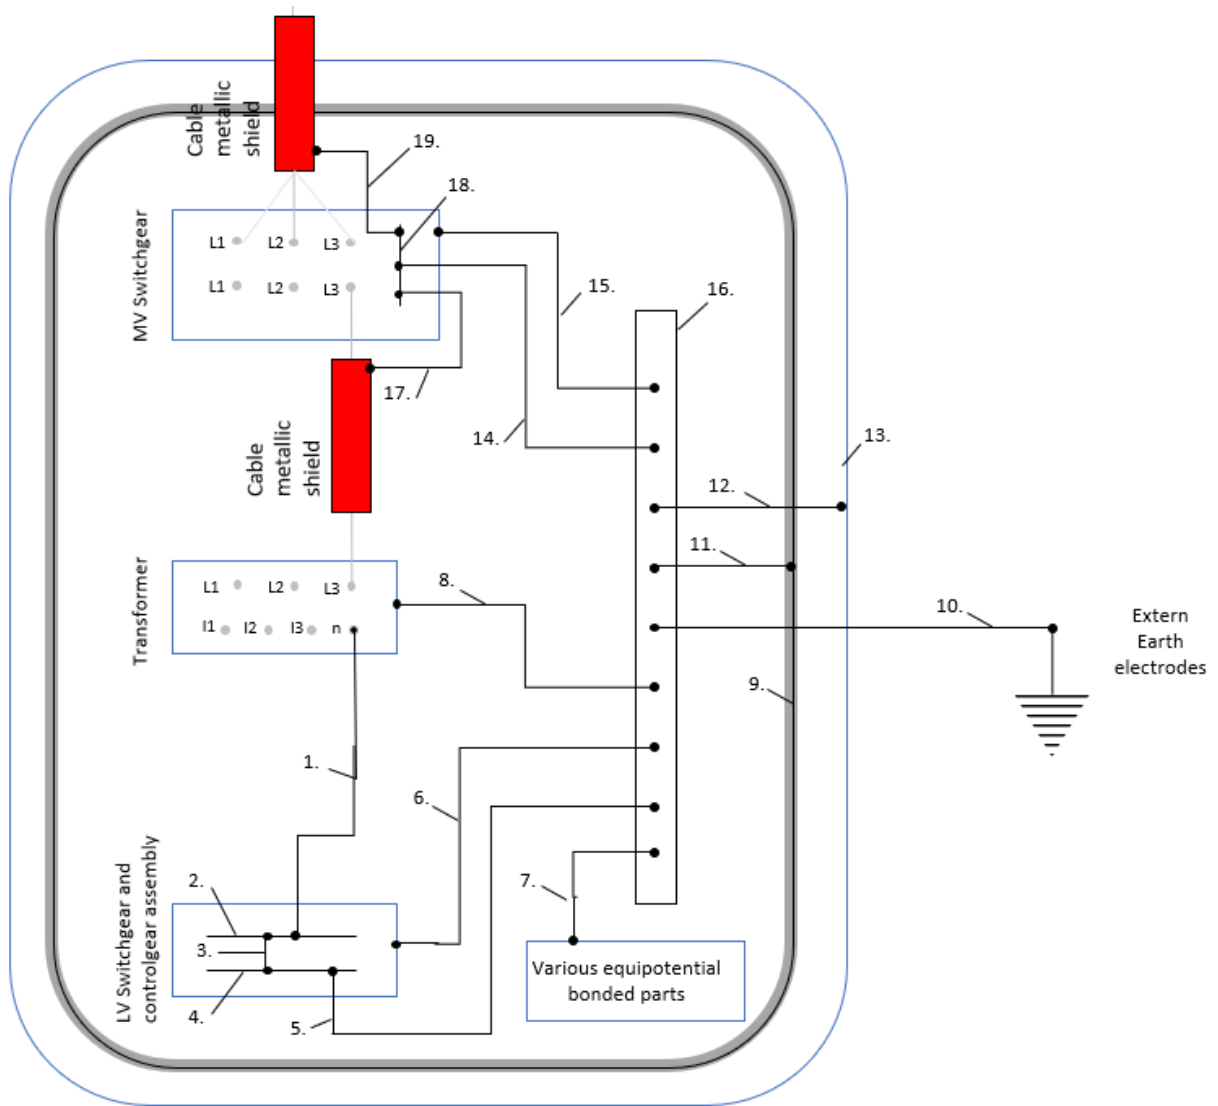 Cable
metallic
shield
19.
18.
MV Switchgear
L1 L2 L3
L1 L2 L3
15.
16.
17.
14.
13.
Cable
metallic
shield
12.
11.
Transformer
L1 L2 L3
l1 l2 l3 n
8.
10.
Extern
Earth
electrodes
9.
1.
6.
LV Switchgear and
controlgear assembly
2.
3.
4.
5.
7.
Various equipotential
bonded parts